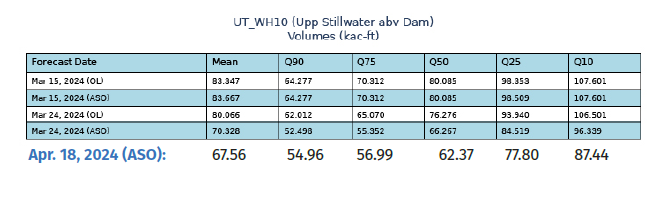 UT_WH10 (Upp Stillwater abv Dam)
Volumes (kac-ft)
Forecast Date Mean Q90 Q75 Q50 Q25 Q10
Mar 15, 2024 (OL) 83.347 64.277 70.312 80.085 98.353 107.601
Mar 15, 2024 (ASO) 83.667 64.277 70.312 80.085 98.509 107.601
Mar 24, 2024 (OL) 80.066 62.012 65.070 76.276 93.940 106.501
Mar 24, 2024 (ASO) 70.328 52.498 55.352 66.267 84.519 96.339
Apr. 18, 2024 (ASO): 67.56 54.96 56.99 62.37 77.80 87.44